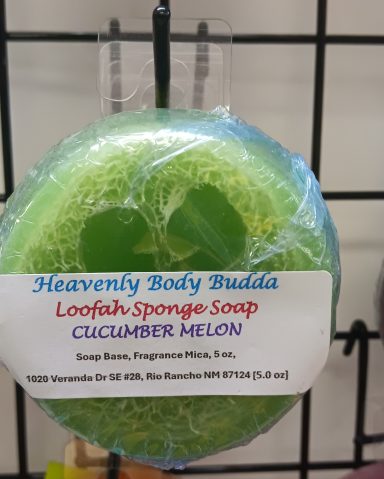 Heavenly Body Budda
Loofah Sponge Soap
CUCUMBER MELON
Soap Base, Fragrance Mica, 5 oz,
1020 Veranda Dr SE #28, Rio Rancho NM 87124 [5.0 oz]